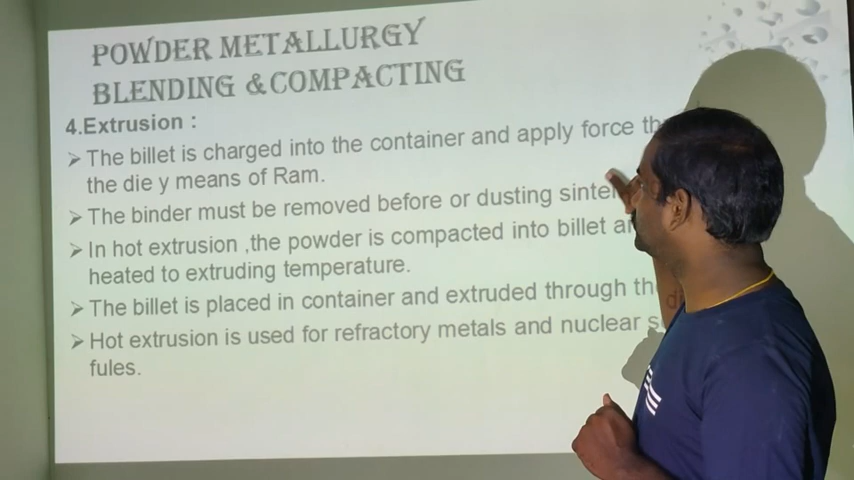 POWDER METALLURGY
BLENDING &COMPACTING
4.Extrusion :
➢ The billet is charged into the container and apply force
the die y means of Ram.
➢ The binder must be removed before or dusting
➢ In hot extrusion ,the powder is compacted into billet
heated to extruding temperature.
➢ The billet is placed in container and extruded through
➢ Hot extrusion is used for refractory metals and nuclear
fules.